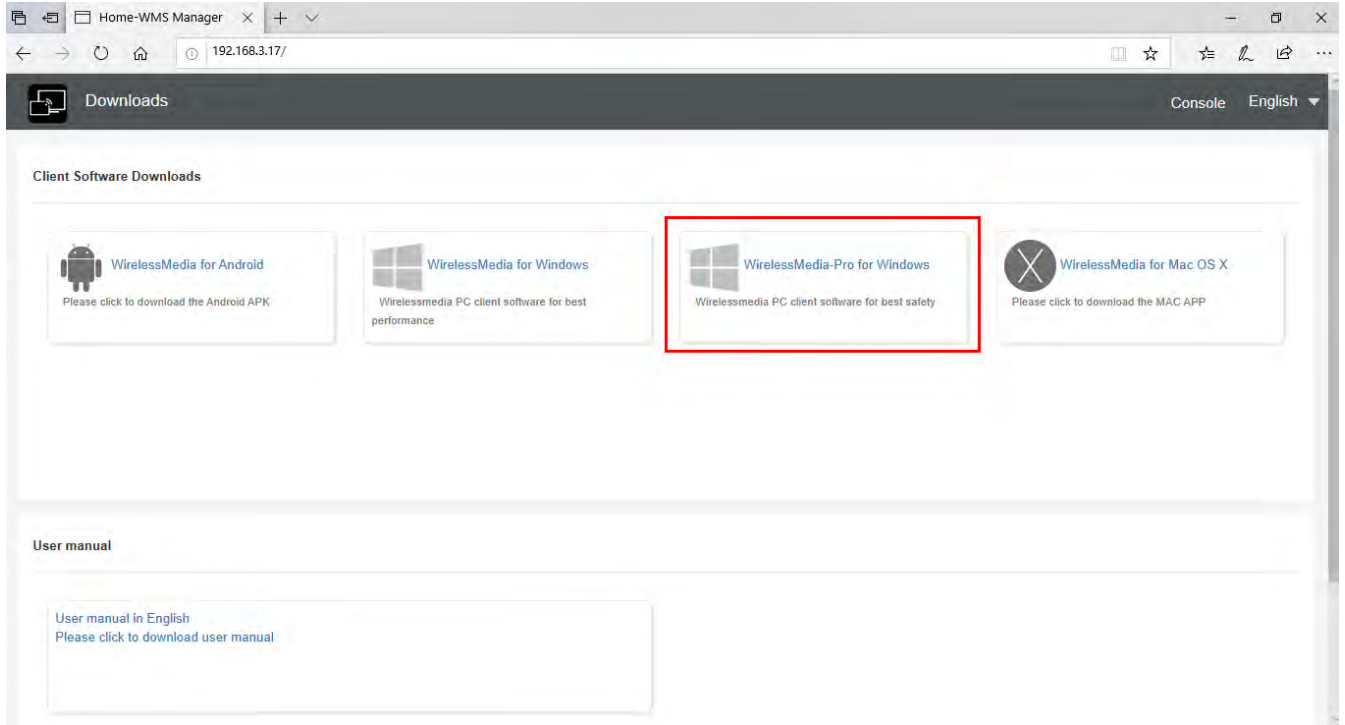 Home-WMS Manager
192.168.3.17/
Downloads
Console English
Client Software Downloads
WirelessMedia for Android
Please click to download the Android APK
WirelessMedia for Windows
Wirelessmedia PC client software for best
performance
WirelessMedia-Pro for Windows
Wirelessmedia PC client software for best safety
WirelessMedia for Mac OS X
Please click to download the MAC APP
User manual
User manual in English
Please click to download user manual